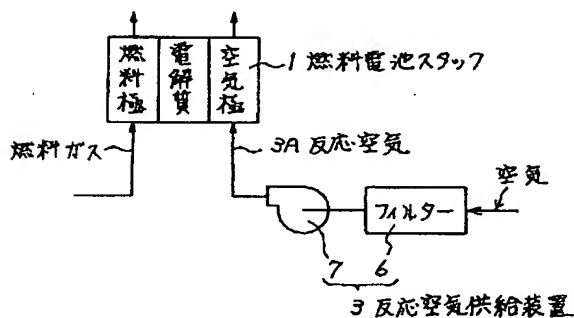 燃料極
電解質
空気極
1 燃料電池スタック
燃料ガス
3A 反応空気
空気
フィルター
7 6
3 反応空気供給装置